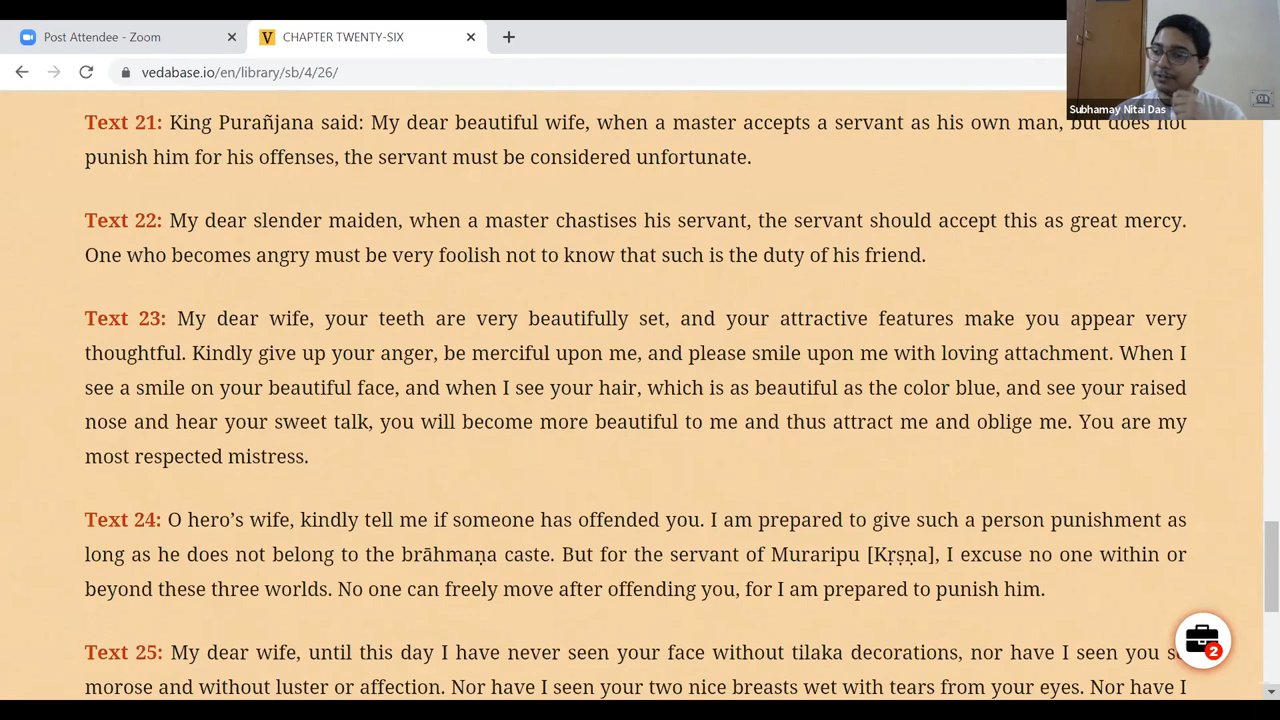 Post Attendee - Zoom
CHAPTER TWENTY-SIX
vedabase.io/en/library/sb/4/26/
Subhamay Nitai Das
Text 21: King Purañjana said: My dear beautiful wife, when a master accepts a servant as his own man, but does not
punish him for his offenses, the servant must be considered unfortunate.
Text 22: My dear slender maiden, when a master chastises his servant, the servant should accept this as great mercy.
One who becomes angry must be very foolish not to know that such is the duty of his friend.
Text 23: My dear wife, your teeth are very beautifully set, and your attractive features make you appear very
thoughtful. Kindly give up your anger, be merciful upon me, and please smile upon me with loving attachment. When I
see a smile on your beautiful face, and when I see your hair, which is as beautiful as the color blue, and see your raised
nose and hear your sweet talk, you will become more beautiful to me and thus attract me and oblige me. You are my
most respected mistress.
Text 24: O hero’s wife, kindly tell me if someone has offended you. I am prepared to give such a person punishment as
long as he does not belong to the brāhmaṇa caste. But for the servant of Muraripu [Kṛṣṇa], I excuse no one within or
beyond these three worlds. No one can freely move after offending you, for I am prepared to punish him.
Text 25: My dear wife, until this day I have never seen your face without tilaka decorations, nor have I seen you
morose and without luster or affection. Nor have I seen your two nice breasts wet with tears from your eyes. Nor have I
2